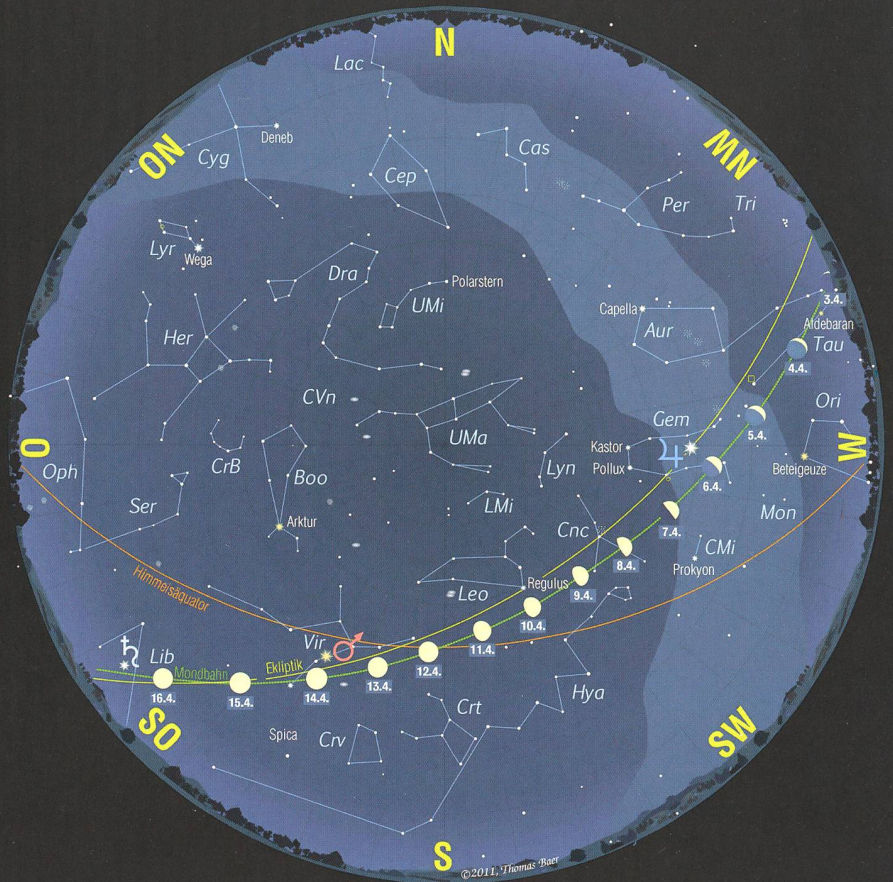 N
Lac
NO
Deneb
Cas
NW
Cyg
Cep
Per
Tri
Lyr
Wega
Dra
Polarstern
UMi
Capella
3.4.
Aldebaran
Aur
Tau
Her
4.4.
CVn
Ori
Gem
5.4.
UMa
Kastor
O
W
CrB
Lyn
Pollux
Beteigeuze
Oph
Boo
6.4.
Ser
LMi
Mon
Arktur
Cnc
7.4.
CMi
8.4.
Prokyon
Himmelsäquator
Leo
Regulus
9.4.
10.4.
Vir
11.4.
Lib
12.4.
Mondbahn
Ekliptik
13.4.
Hya
16.4.
15.4.
14.4.
Crt
SO
Spica
Crv
SW
S
©2011, Thomas Baer